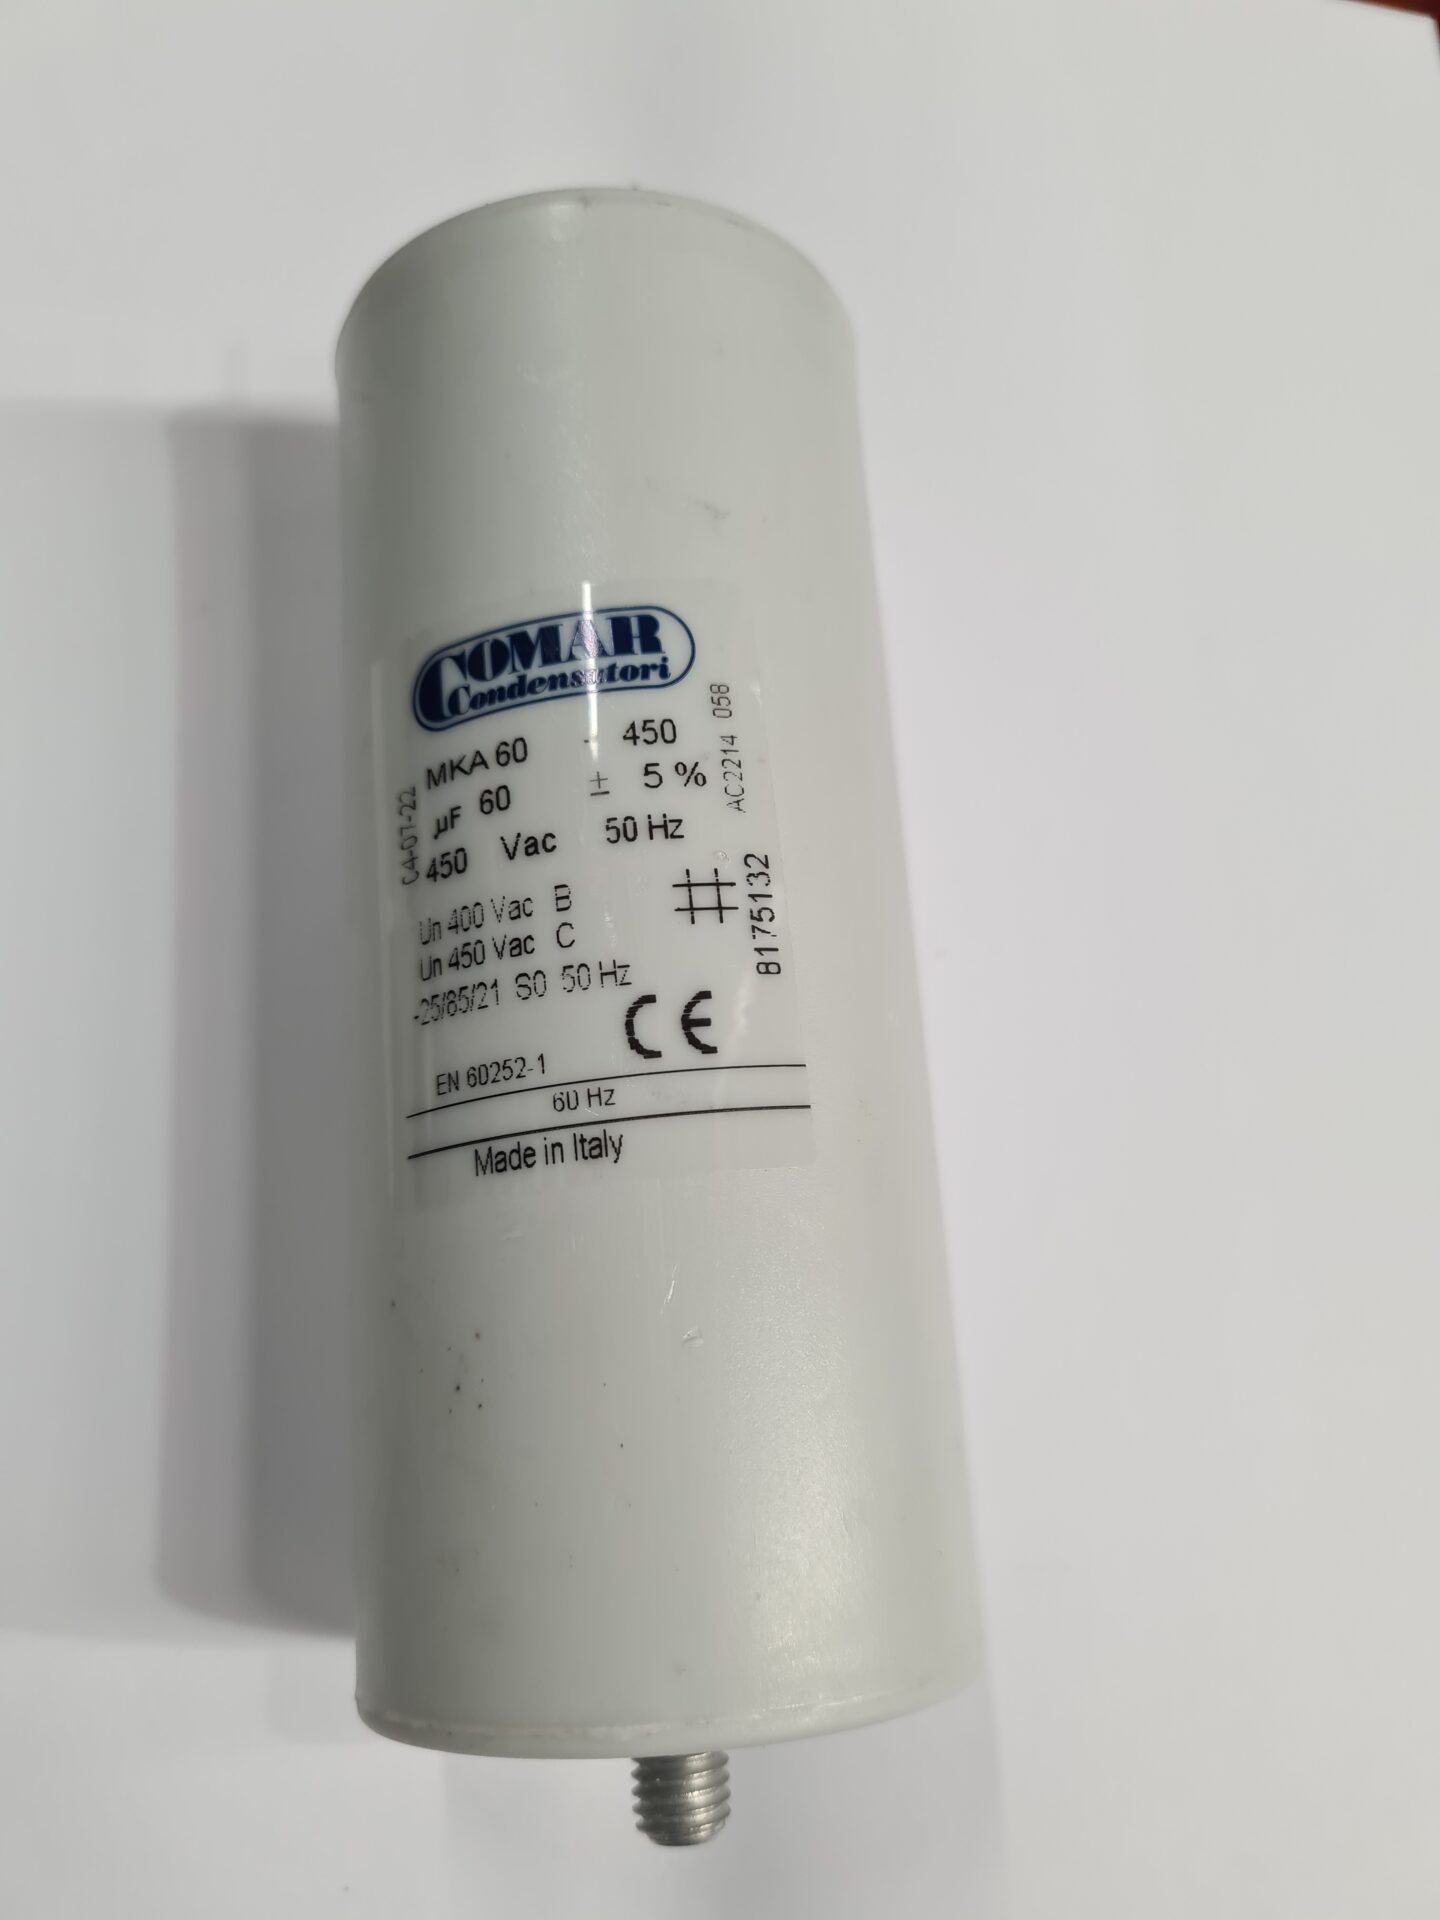 COMAR
Condensatori
MKA 60 - 450
µF 60 ± 5 %
450 Vac 50 Hz
Un 400 Vac B
Un 450 Vac C
-25/85/21 S0 50 Hz
CE
EN 60252-1
60 Hz
Made in Italy
04-07-22
AC2214 058
8175132